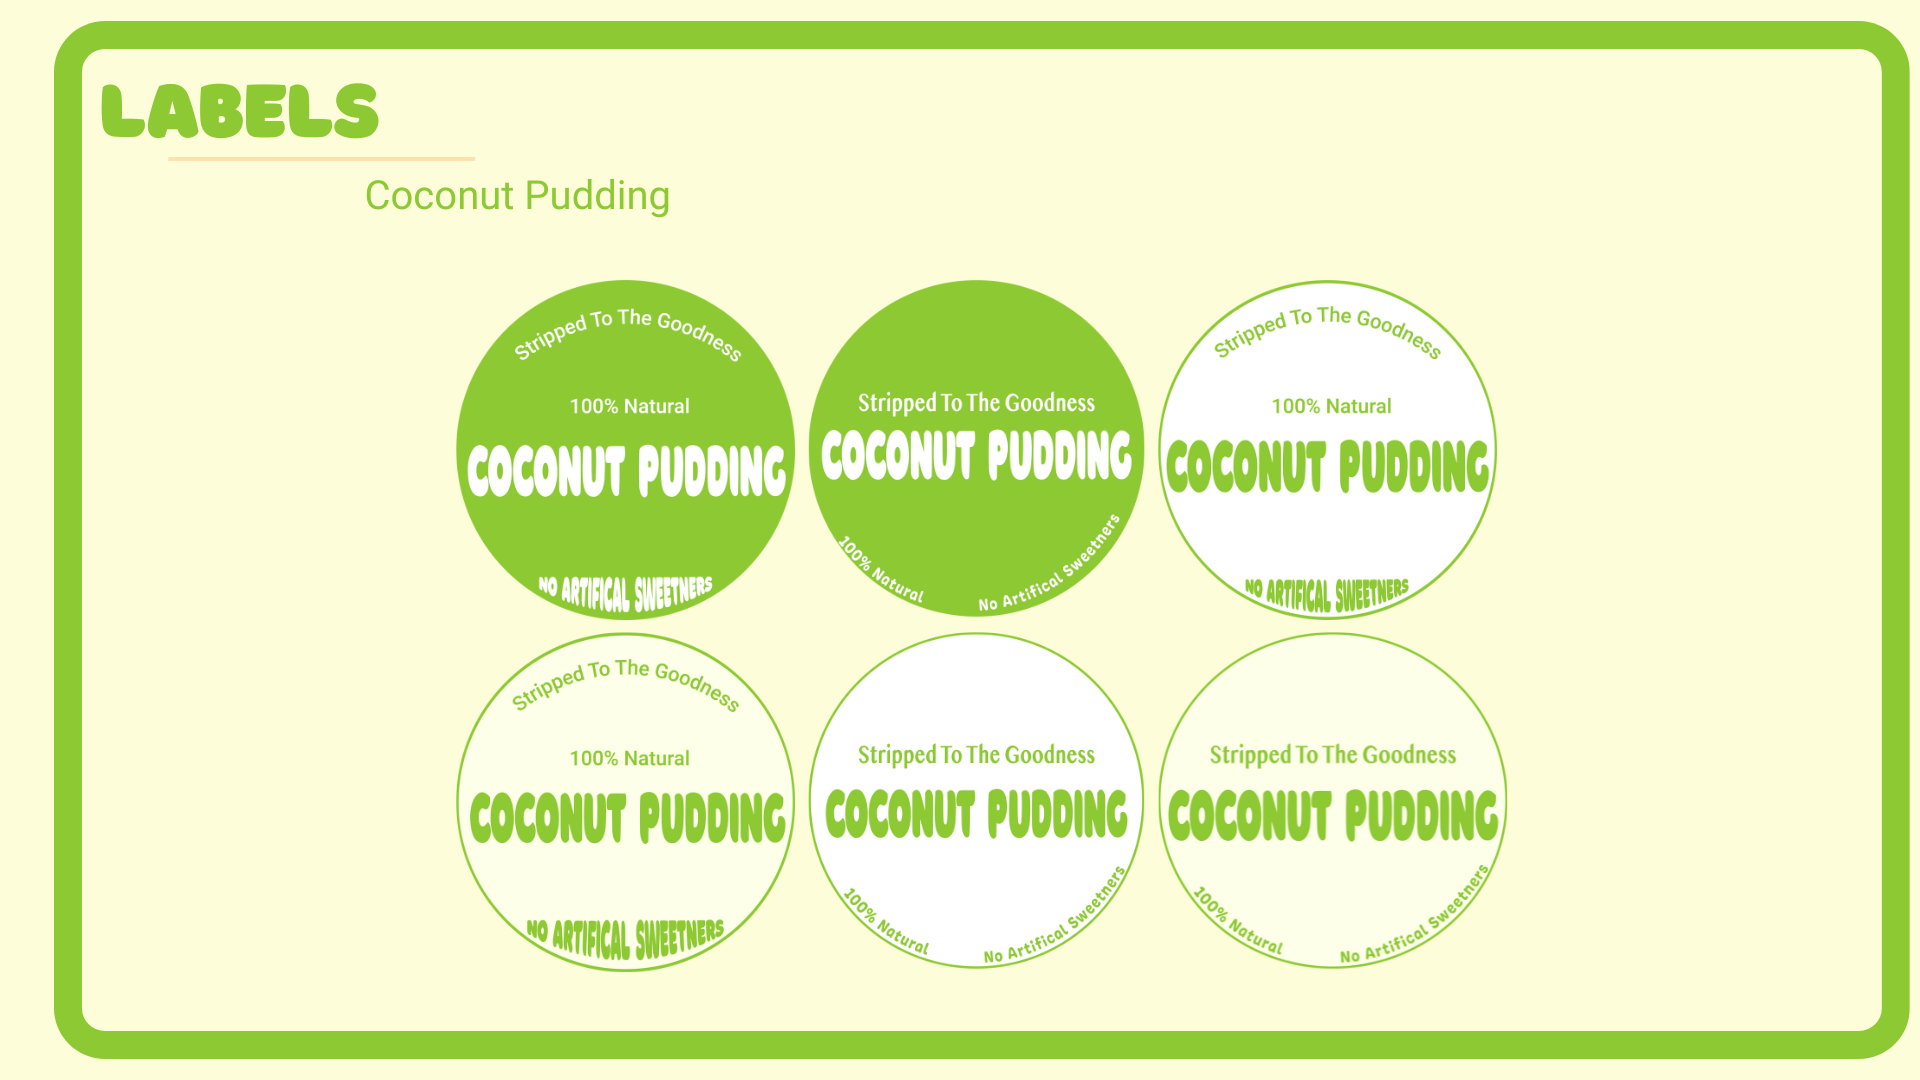 LABELS
Coconut Pudding
Stripped To The Goodness
100% Natural
COCONUT PUDDING
NO ARTIFICAL SWEETNERS
Stripped To The Goodness
COCONUT PUDDING
100% Natural
No Artifical Sweetners
Stripped To The Goodness
100% Natural
COCONUT PUDDING
NO ARTIFICAL SWEETNERS
Stripped To The Goodness
100% Natural
COCONUT PUDDING
NO ARTIFICAL SWEETNERS
Stripped To The Goodness
COCONUT PUDDING
100% Natural
No Artifical Sweetners
Stripped To The Goodness
COCONUT PUDDING
100% Natural
No Artifical Sweetners